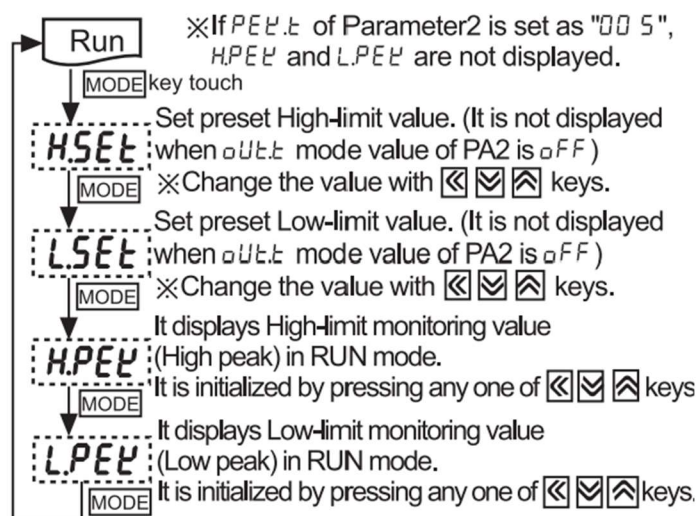 Run
※If PEK.t of Parameter2 is set as "00 S",
H.PEK and L.PEK are not displayed.
MODE key touch
H.SEt
Set preset High-limit value. (It is not displayed
when oUt.t mode value of PA2 is oFF)
MODE
※Change the value with keys.
L.SEt
Set preset Low-limit value. (It is not displayed
when oUt.t mode value of PA2 is oFF)
MODE
※Change the value with keys.
H.PEK
It displays High-limit monitoring value
(High peak) in RUN mode.
It is initialized by pressing any one of keys
MODE
L.PEK
It displays Low-limit monitoring value
(Low peak) in RUN mode.
It is initialized by pressing any one of keys.
MODE